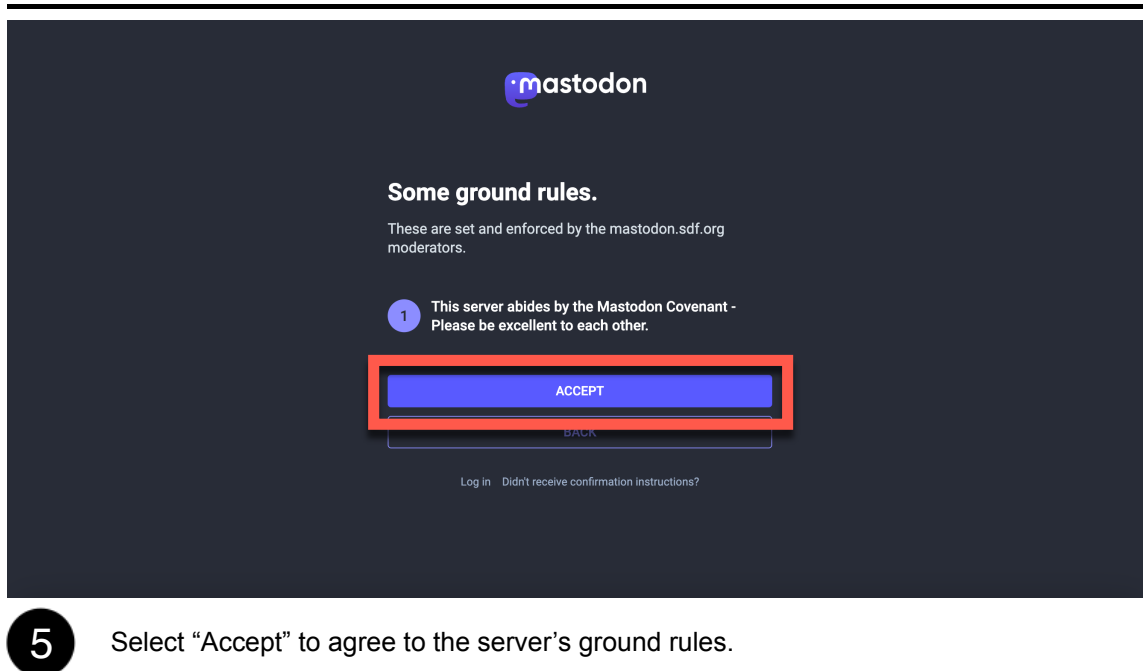 mastodon
Some ground rules.
These are set and enforced by the mastodon.sdf.org
moderators.
1
This server abides by the Mastodon Covenant -
Please be excellent to each other.
ACCEPT
BACK
Log in Didn't receive confirmation instructions?
5 Select “Accept” to agree to the server’s ground rules.